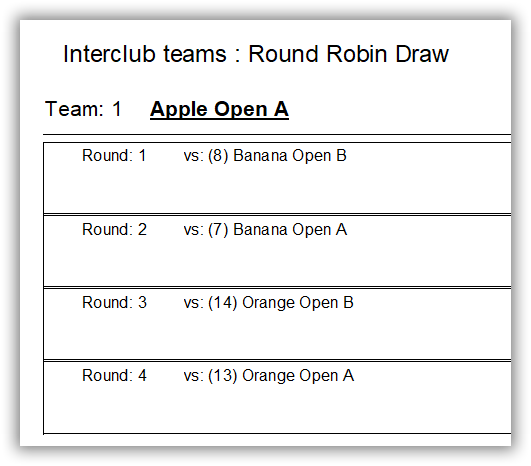 Interclub teams : Round Robin Draw
Team: 1 Apple Open A
Round: 1 vs: (8) Banana Open B
Round: 2 vs: (7) Banana Open A
Round: 3 vs: (14) Orange Open B
Round: 4 vs: (13) Orange Open A